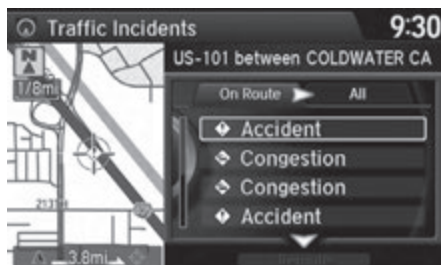 Traffic Incidents
9:30
US-101 between COLDWATER CA
N
1/8mi
On Route
All
Accident
Congestion
Congestion
Accident
3.8mi